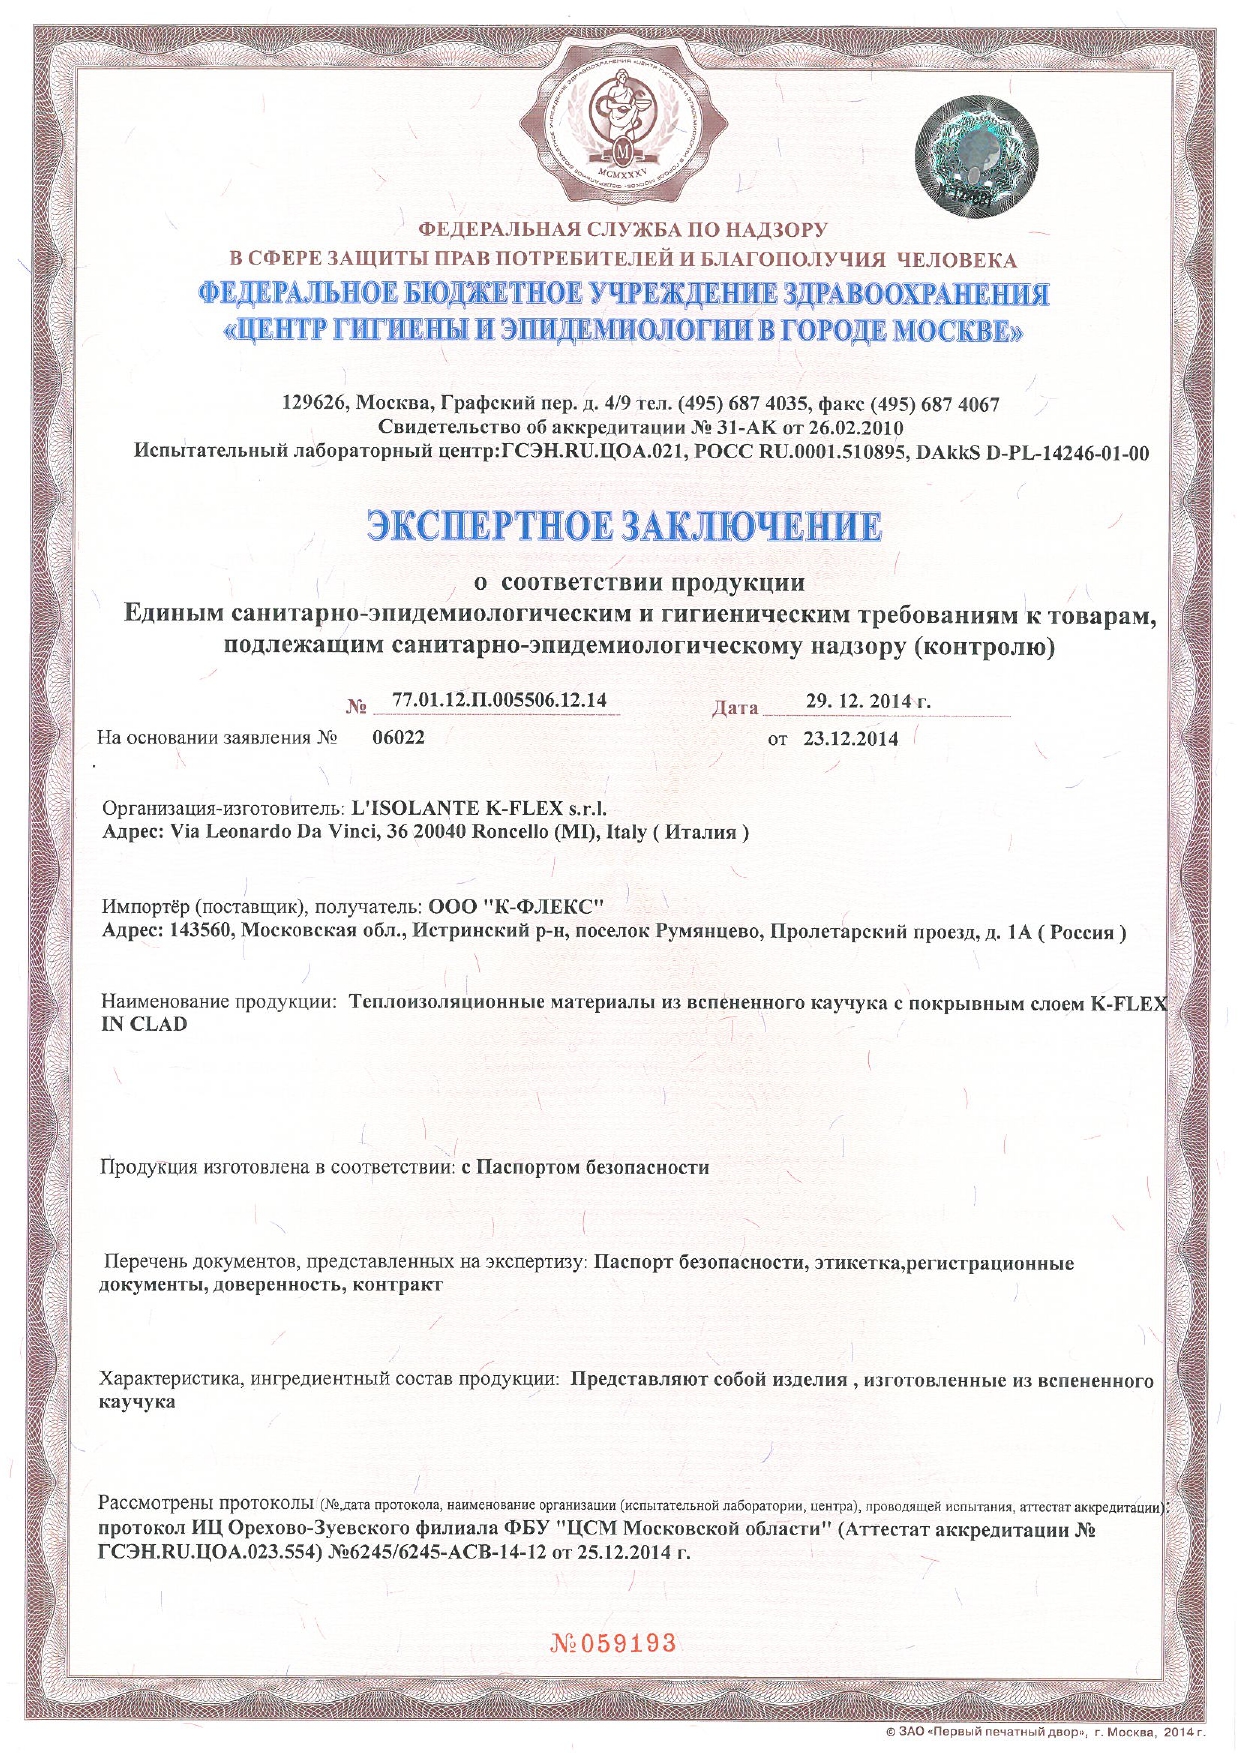 MCMXXXV
ФЕДЕРАЛЬНАЯ СЛУЖБА ПО НАДЗОРУ
В СФЕРЕ ЗАЩИТЫ ПРАВ ПОТРЕБИТЕЛЕЙ И БЛАГОПОЛУЧИЯ ЧЕЛОВЕКА
ФЕДЕРАЛЬНОЕ БЮДЖЕТНОЕ УЧРЕЖДЕНИЕ ЗДРАВООХРАНЕНИЯ
«ЦЕНТР ГИГИЕНЫ И ЭПИДЕМИОЛОГИИ В ГОРОДЕ МОСКВЕ»
129626, Москва, Графский пер. д. 4/9 тел. (495) 687 4035, факс (495) 687 4067
Свидетельство об аккредитации № 31-АК от 26.02.2010
Испытательный лабораторный центр:ГСЭН.RU.ЦОА.021, РОСС RU.0001.510895, DAkkS D-PL-14246-01-00
ЭКСПЕРТНОЕ ЗАКЛЮЧЕНИЕ
о соответствии продукции
Единым санитарно-эпидемиологическим и гигиеническим требованиям к товарам,
подлежащим санитарно-эпидемиологическому надзору (контролю)
№ 77.01.12.П.005506.12.14 Дата 29. 12. 2014 г.
На основании заявления № 06022 от 23.12.2014
Организация-изготовитель: L'ISOLANTE K-FLEX s.r.l.
Адрес: Via Leonardo Da Vinci, 36 20040 Roncello (MI), Italy ( Италия )
Импортёр (поставщик), получатель: ООО "К-ФЛЕКС"
Адрес: 143560, Московская обл., Истринский р-н, поселок Румянцево, Пролетарский проезд, д. 1А ( Россия )
Наименование продукции: Теплоизоляционные материалы из вспененного каучука с покрывным слоем K-FLEX
IN CLAD
Продукция изготовлена в соответствии: с Паспортом безопасности
Перечень документов, представленных на экспертизу: Паспорт безопасности, этикетка,регистрационные
документы, доверенность, контракт
Характеристика, ингредиентный состав продукции: Представляют собой изделия , изготовленные из вспененного
каучука
Рассмотрены протоколы (№,дата протокола, наименование организации (испытательной лаборатории, центра), проводящей испытания, аттестат аккредитации):
протокол ИЦ Орехово-Зуевского филиала ФБУ "ЦСМ Московской области" (Аттестат аккредитации №
ГСЭН.RU.ЦОА.023.554) №6245/6245-АСВ-14-12 от 25.12.2014 г.
№059193
© ЗАО «Первый печатный двор», г. Москва, 2014 г.